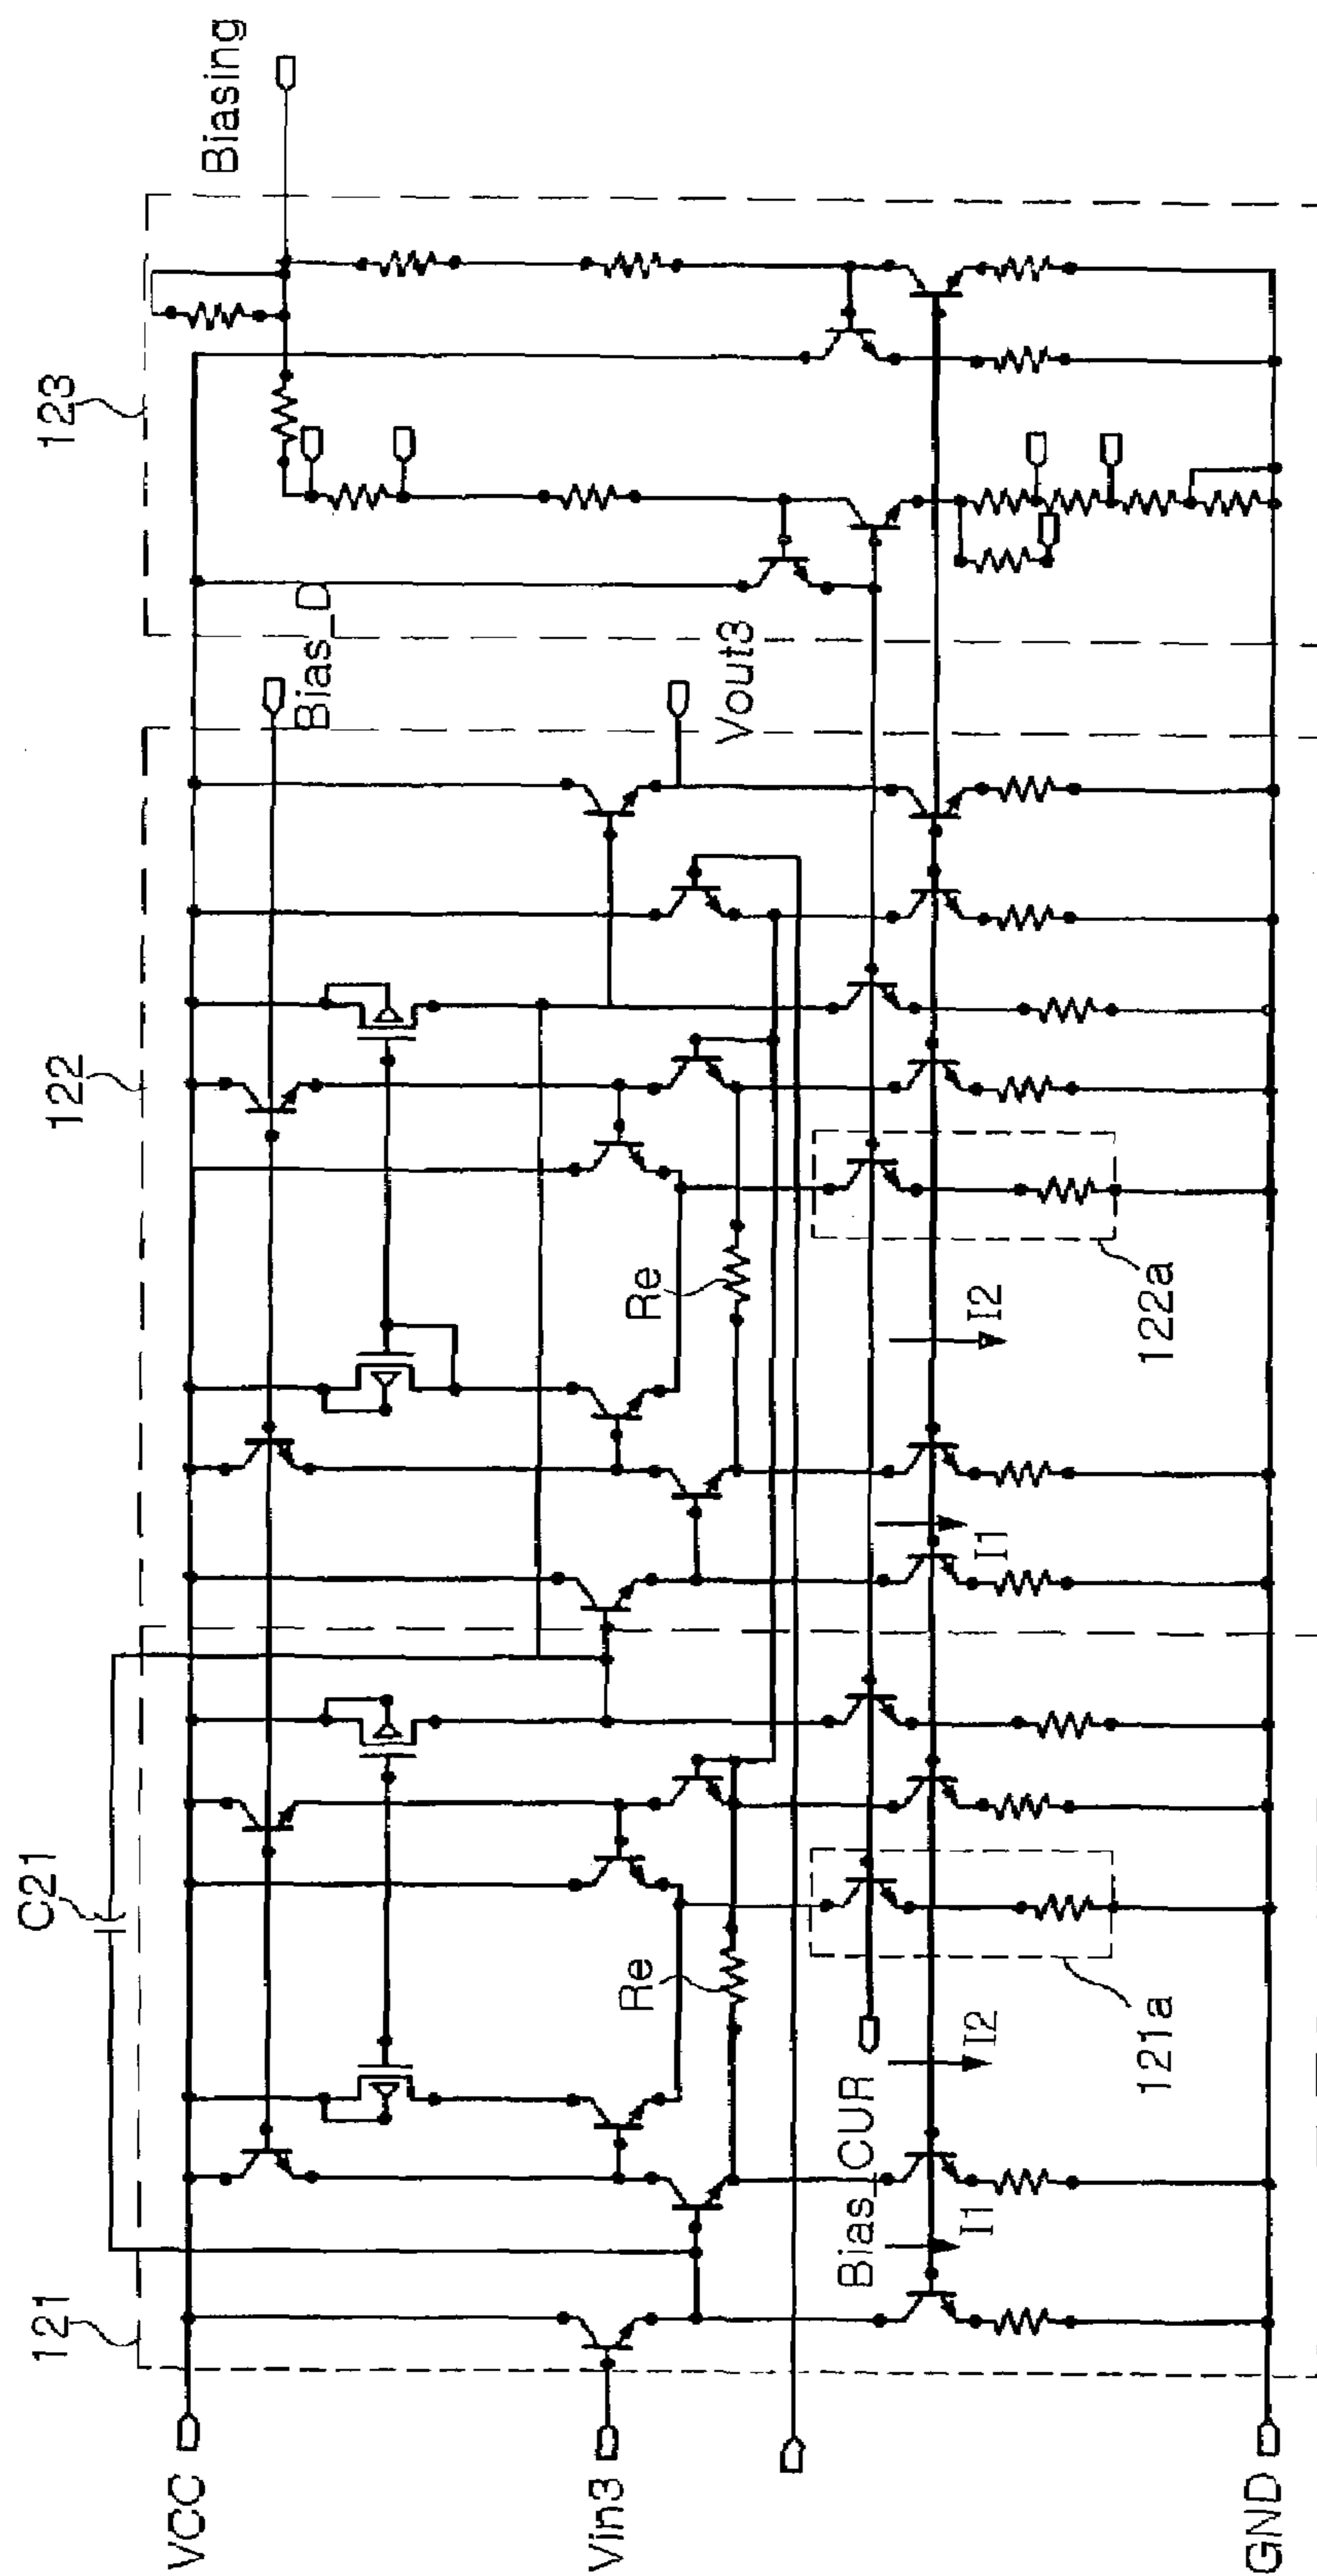 121
C21
122
123
Biasing
VCC
Bias_D
Vin3
Re
Re
Vout3
Bias_CUR
I1
I2
I1
I2
121a
122a
GND